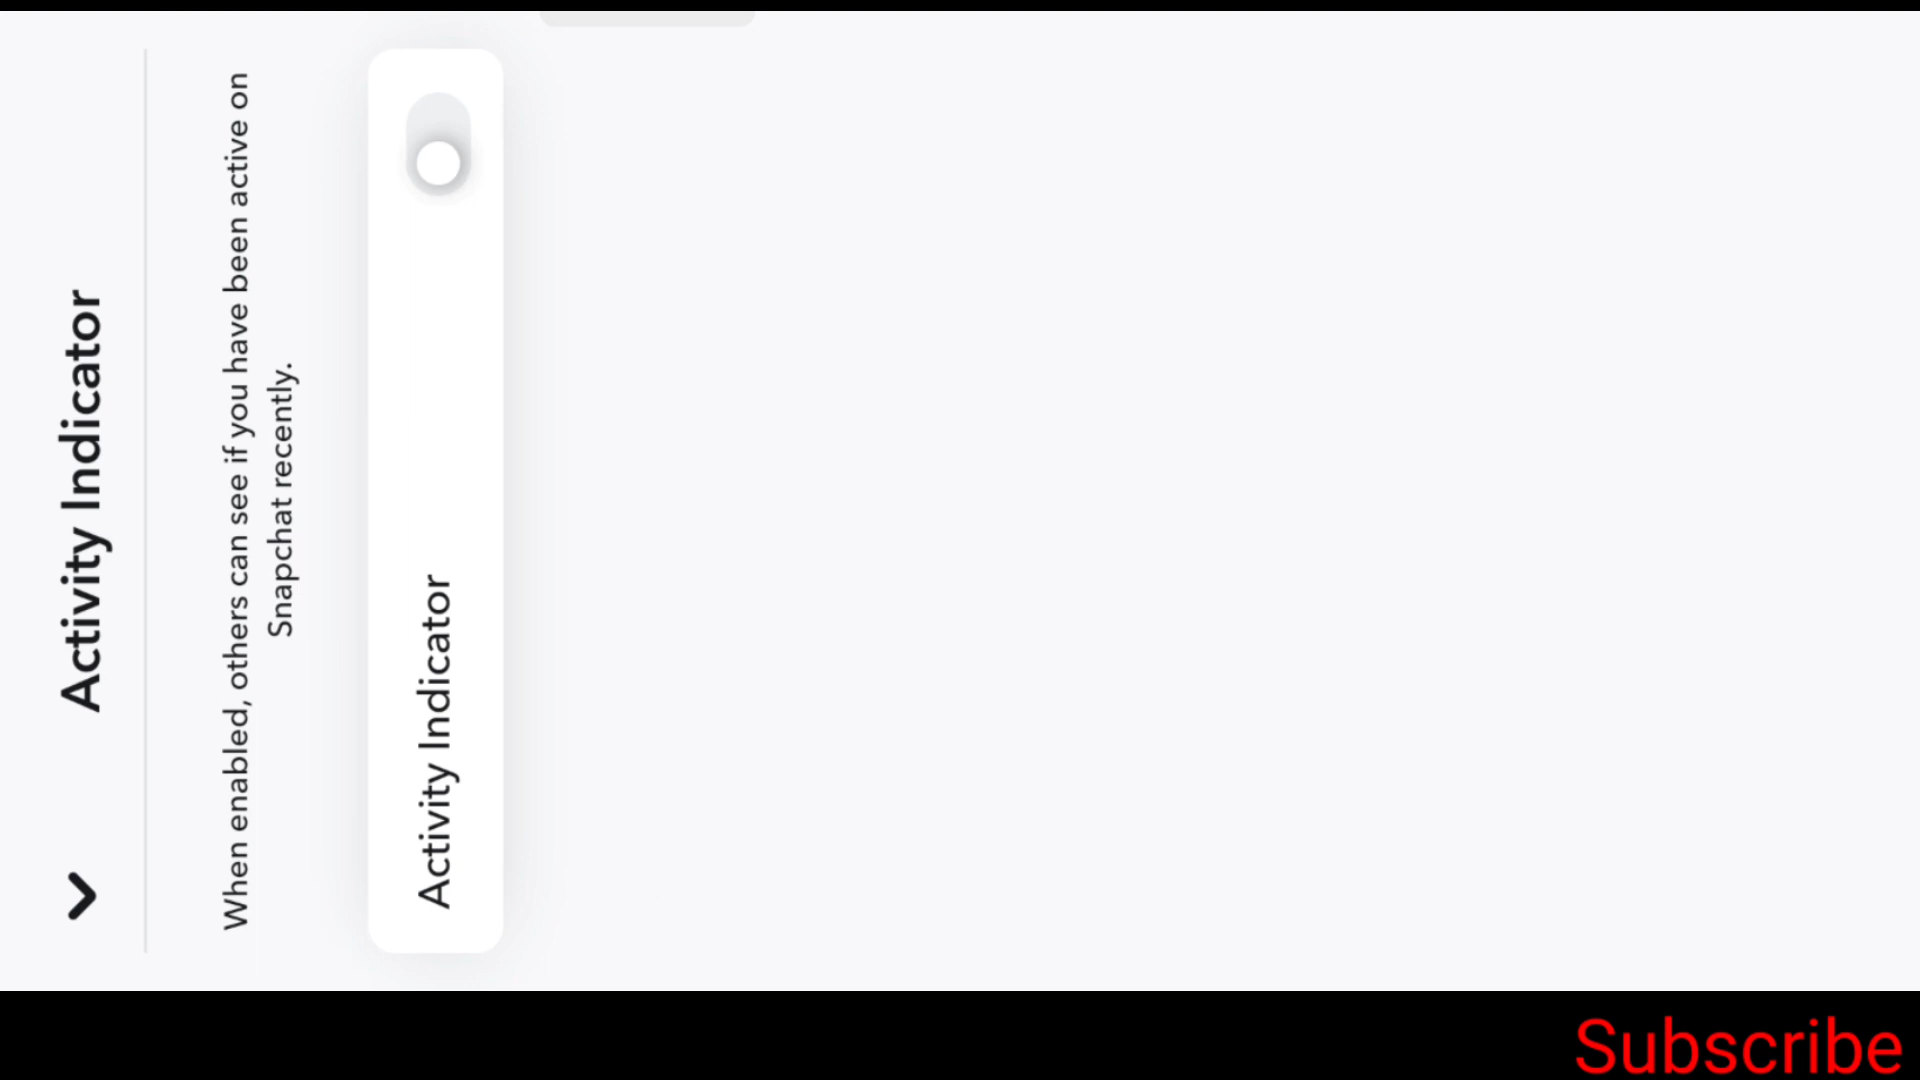 Activity Indicator
When enabled, others can see if you have been active on
Snapchat recently.
Activity Indicator
Subscribe